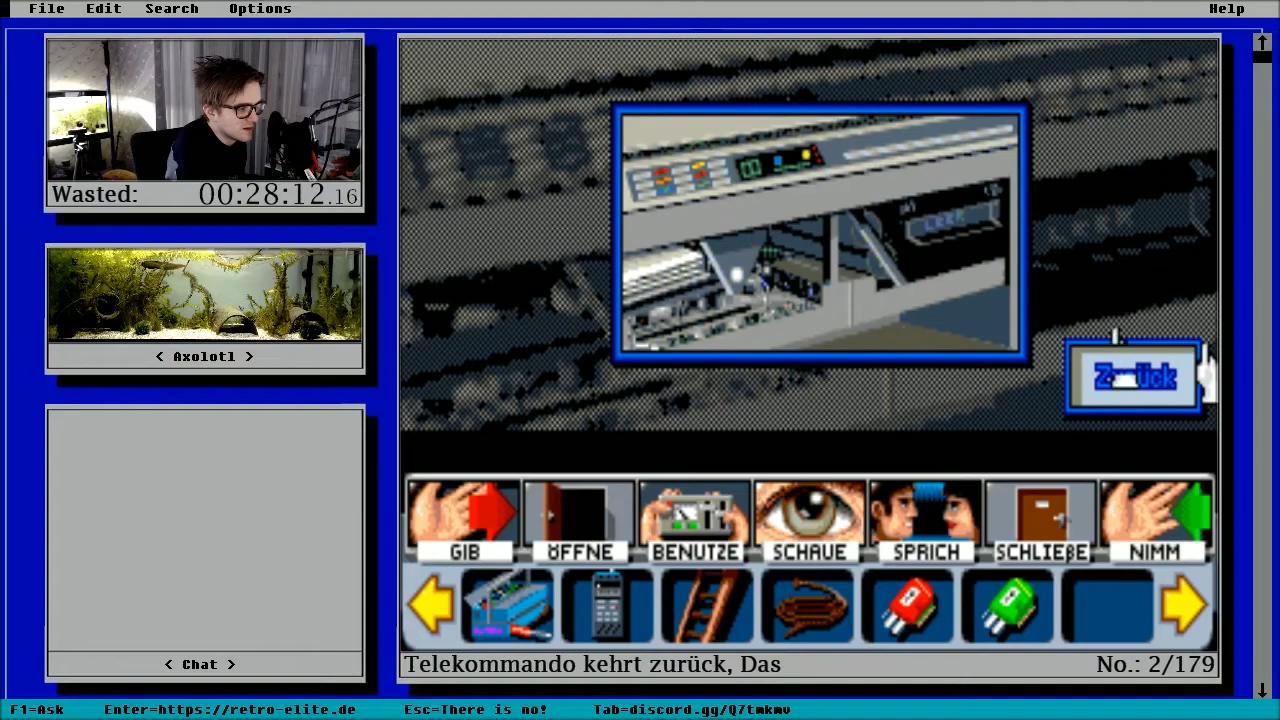 File Edit Search Options Help
Wasted: 00:28:12.16
< Axolotl >
Zurück
GIB ÖFFNE BENUTZE SCHAUE SPRICH SCHLIEßE NIMM
< Chat >
Telekommando kehrt zurück, Das No.: 2/179
F1=Ask Enter=https://retro-elite.de Esc=There is no! Tab=discord.gg/Q7tmkmv